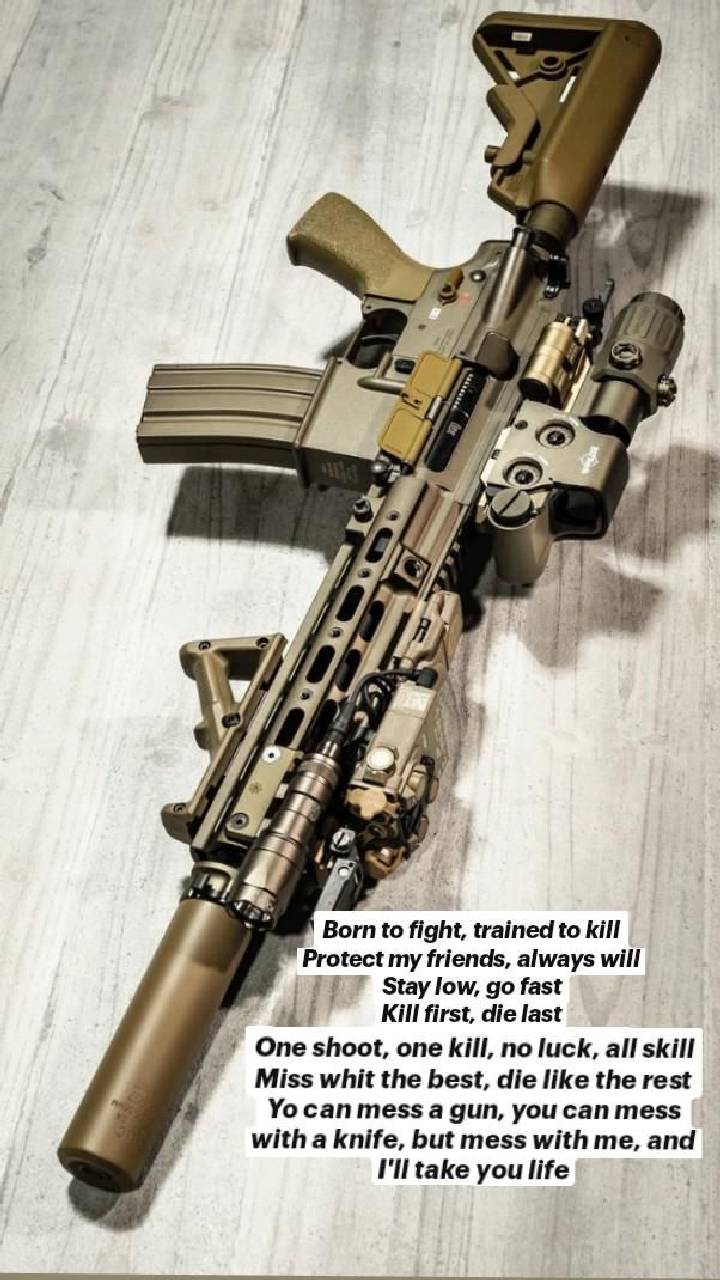 Born to fight, trained to kill
Protect my friends, always will
Stay low, go fast
Kill first, die last
One shoot, one kill, no luck, all skill
Miss whit the best, die like the rest
Yo can mess a gun, you can mess
with a knife, but mess with me, and
I'll take you life